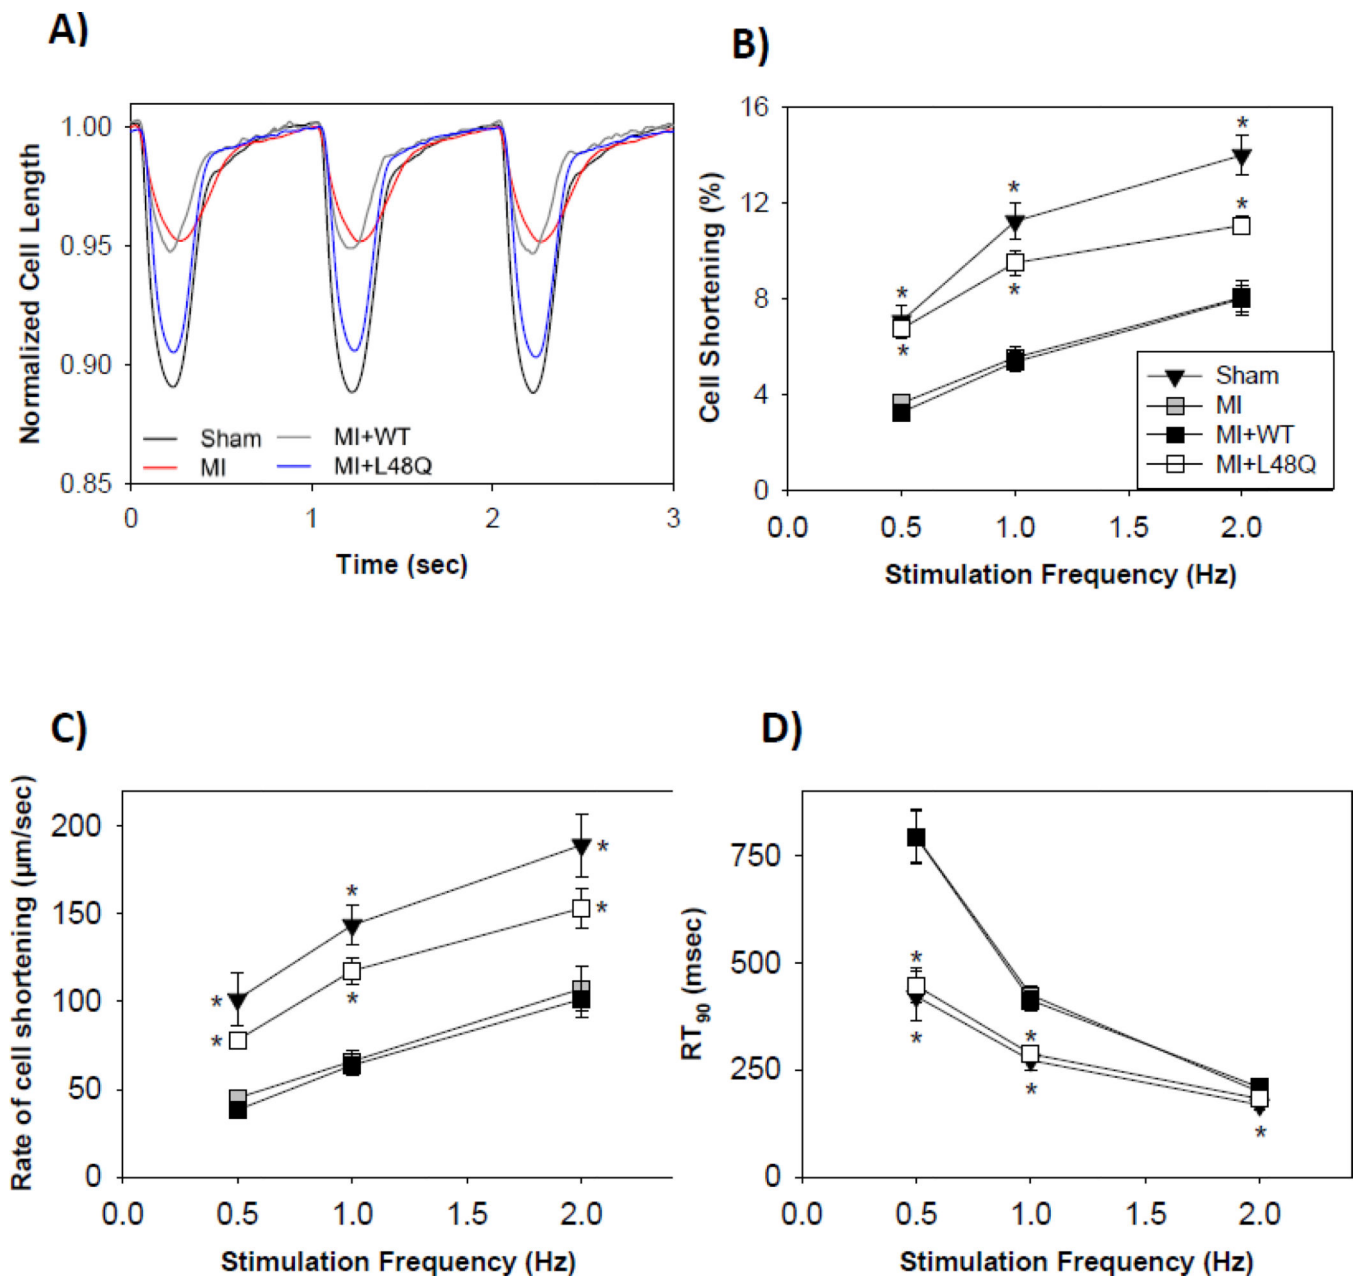 A)
1.00
0.95
0.90
0.85
Normalized Cell Length
Sham
MI+WT
MI
MI+L48Q
0
1
2
3
Time (sec)
B)
16
12
8
4
0
Cell Shortening (%)
*
*
*
*
*
*
Sham
MI
MI+WT
MI+L48Q
0.0
0.5
1.0
1.5
2.0
Stimulation Frequency (Hz)
C)
200
150
100
50
0
Rate of cell shortening (µm/sec)
*
*
*
*
*
*
0.0
0.5
1.0
1.5
2.0
Stimulation Frequency (Hz)
D)
750
500
250
0
RT90 (msec)
*
*
*
*
*
0.0
0.5
1.0
1.5
2.0
Stimulation Frequency (Hz)